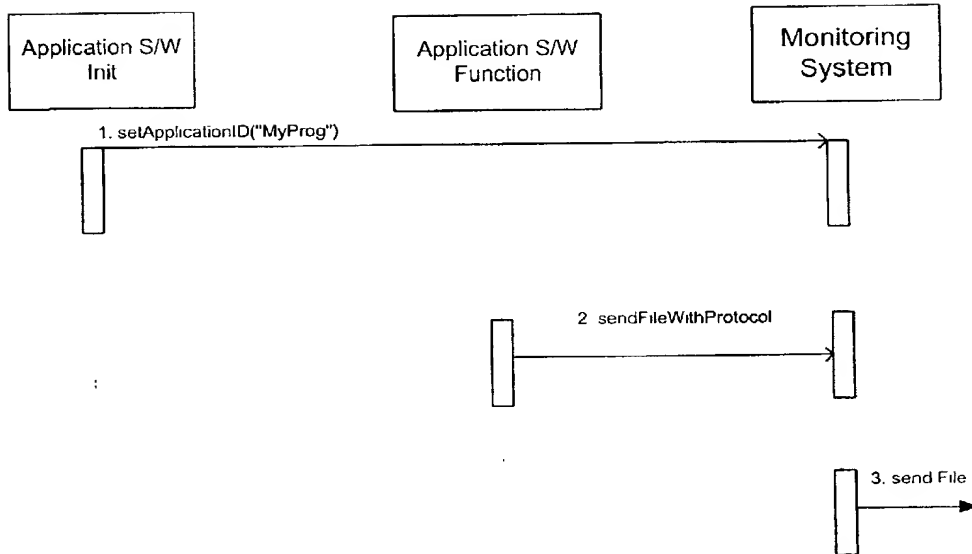 Application S/W
Init
Application S/W
Function
Monitoring
System
1. setApplicationID("MyProg")
2 sendFileWithProtocol
3. send File